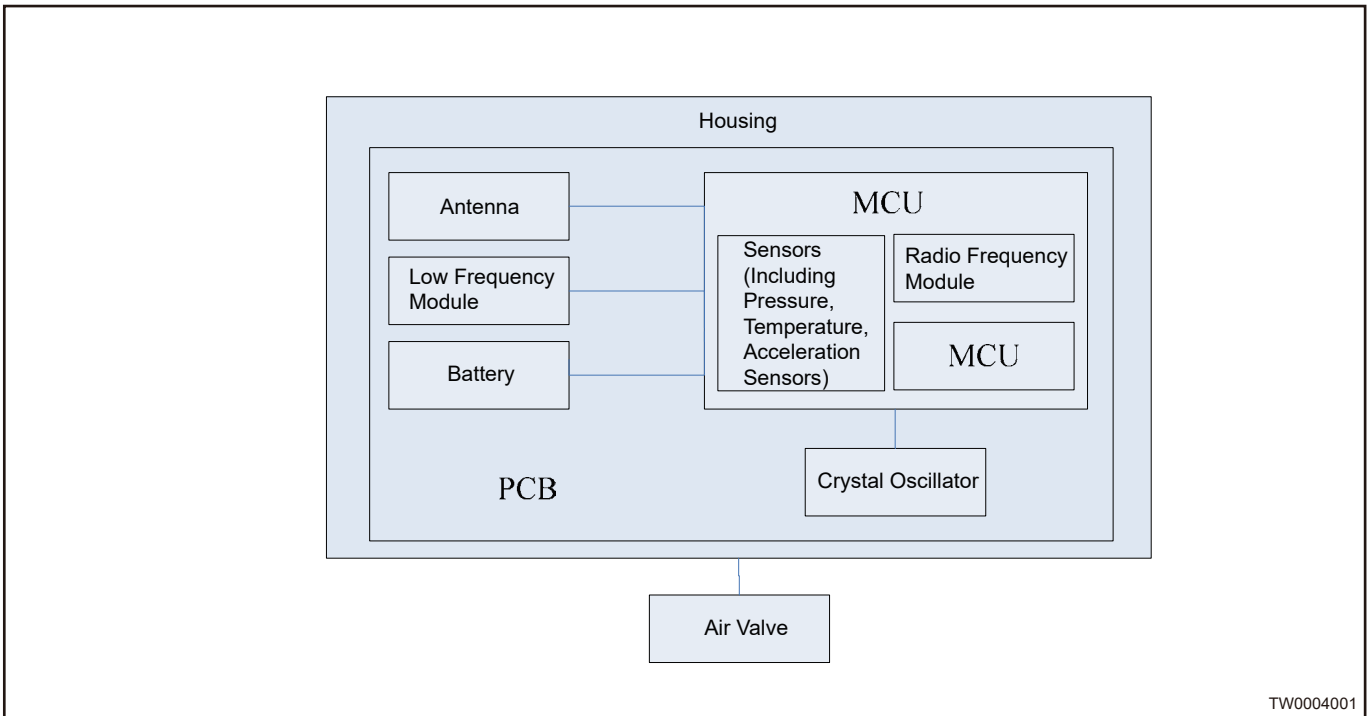 Housing
Antenna
Low Frequency
Module
Battery
MCU
Sensors
(Including
Pressure,
Temperature,
Acceleration
Sensors)
Radio Frequency
Module
MCU
Crystal Oscillator
PCB
Air Valve
TW0004001